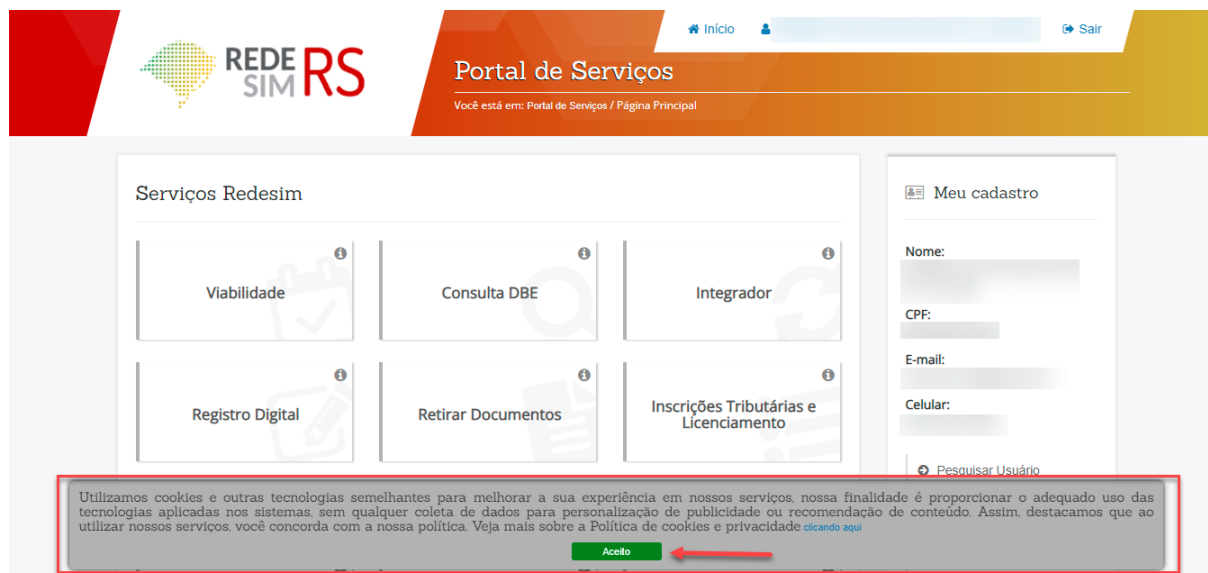 Início
Sair
REDE
SIM RS
Portal de Serviços
Você está em: Portal de Serviços / Página Principal
Serviços Redesim
Viabilidade
Consulta DBE
Integrador
Registro Digital
Retirar Documentos
Inscrições Tributárias e
Licenciamento
Meu cadastro
Nome:
CPF:
E-mail:
Celular:
Pesquisar Usuário
Utilizamos cookies e outras tecnologias semelhantes para melhorar a sua experiência em nossos serviços, nossa finalidade é proporcionar o adequado uso das
tecnologias aplicadas nos sistemas, sem qualquer coleta de dados para personalização de publicidade ou recomendação de conteúdo. Assim, destacamos que ao
utilizar nossos serviços, você concorda com a nossa política. Veja mais sobre a Política de cookies e privacidade clicando aqui
Aceito